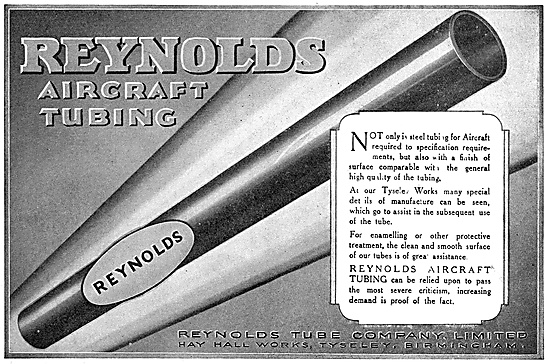 REYNOLDS
AIRCRAFT
TUBING
NOT only is steel tubing for Aircraft
required to specification require-
ments, but also with a finish of
surface comparable with the general
high quality of the tubing.
At our Tyseley Works many special
details of manufacture can be seen,
which go to assist in the subsequent use
of the tube.
For enamelling or other protective
treatment, the clean and smooth surface
of our tubes is of great assistance
REYNOLDS AIRCRAFT
TUBING can be relied upon to pass
the most severe criticism, increasing
demand is proof of the fact.
REYNOLDS
REYNOLDS TUBE COMPANY, LIMITED
HAY HALL WORKS, TYSELEY, BIRMINGHAM.